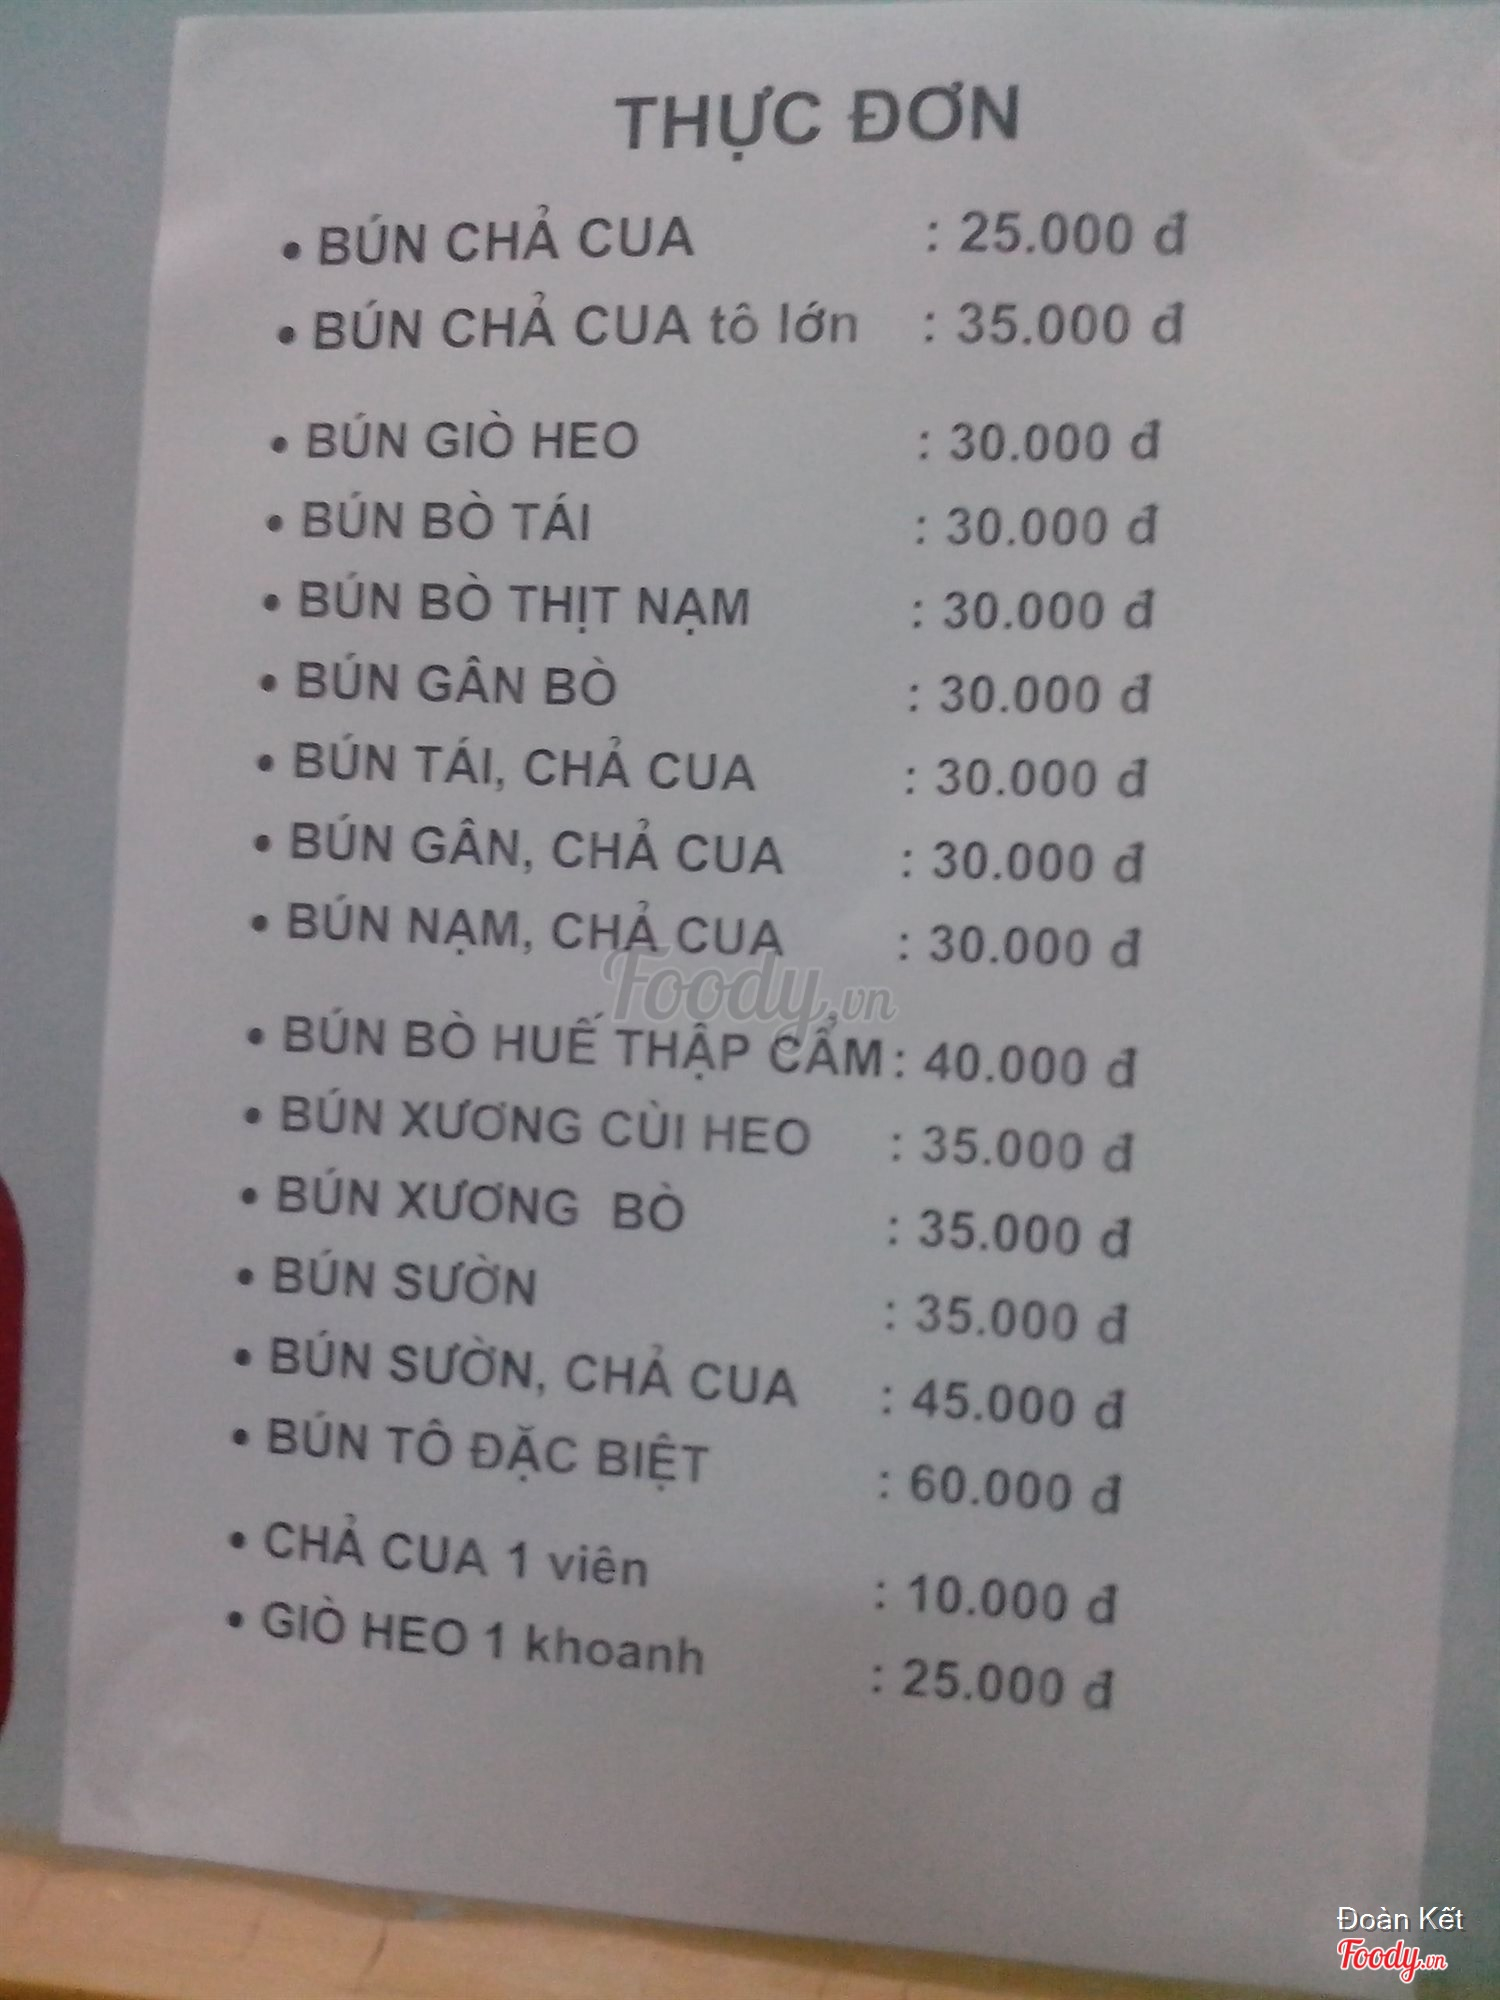 THỰC ĐƠN
• BÚN CHẢ CUA : 25.000 đ
• BÚN CHẢ CUA tô lớn : 35.000 đ
• BÚN GIÒ HEO : 30.000 đ
• BÚN BÒ TÁI : 30.000 đ
• BÚN BÒ THỊT NẠM : 30.000 đ
• BÚN GÂN BÒ : 30.000 đ
• BÚN TÁI, CHẢ CUA : 30.000 đ
• BÚN GÂN, CHẢ CUA : 30.000 đ
• BÚN NẠM, CHẢ CUA : 30.000 đ
Foody.vn
• BÚN BÒ HUẾ THẬP CẨM : 40.000 đ
• BÚN XƯƠNG CÙI HEO : 35.000 đ
• BÚN XƯƠNG BÒ : 35.000 đ
• BÚN SƯỜN : 35.000 đ
• BÚN SƯỜN, CHẢ CUA : 45.000 đ
• BÚN TÔ ĐẶC BIỆT : 60.000 đ
• CHẢ CUA 1 viên : 10.000 đ
• GIÒ HEO 1 khoanh : 25.000 đ
Đoàn Kết
Foody.vn